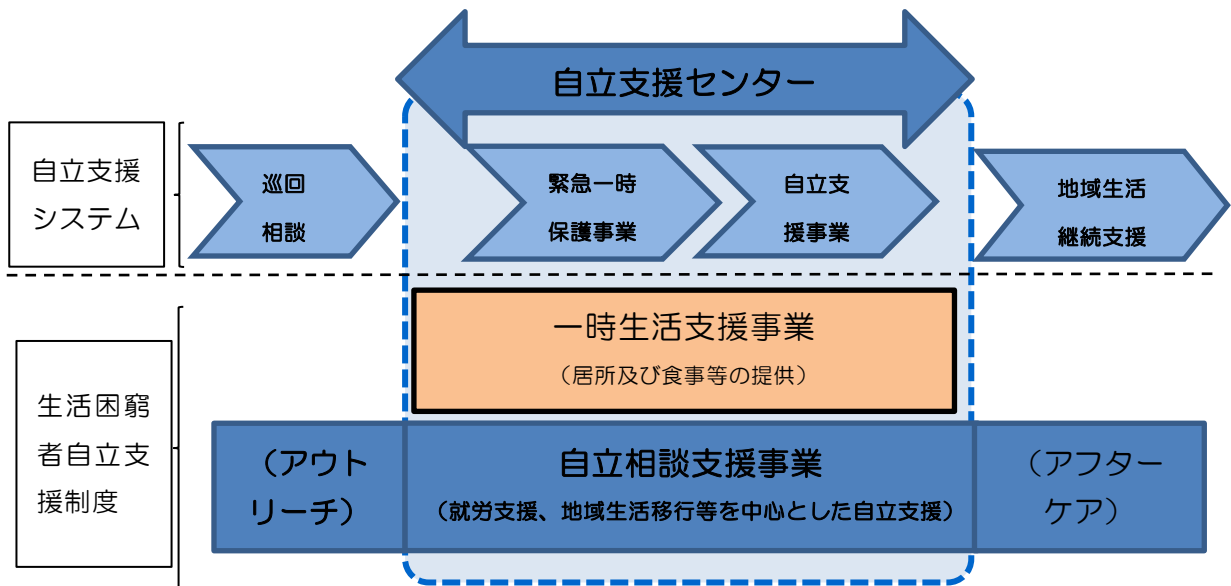 自立支援センター
自立支援
システム
巡回
相談
緊急一時
保護事業
自立支
援事業
地域生活
継続支援
一時生活支援事業
（居所及び食事等の提供）
生活困窮
者自立支
援制度
（アウト
リーチ）
自立相談支援事業
（就労支援、地域生活移行等を中心とした自立支援）
（アフター
ケア）